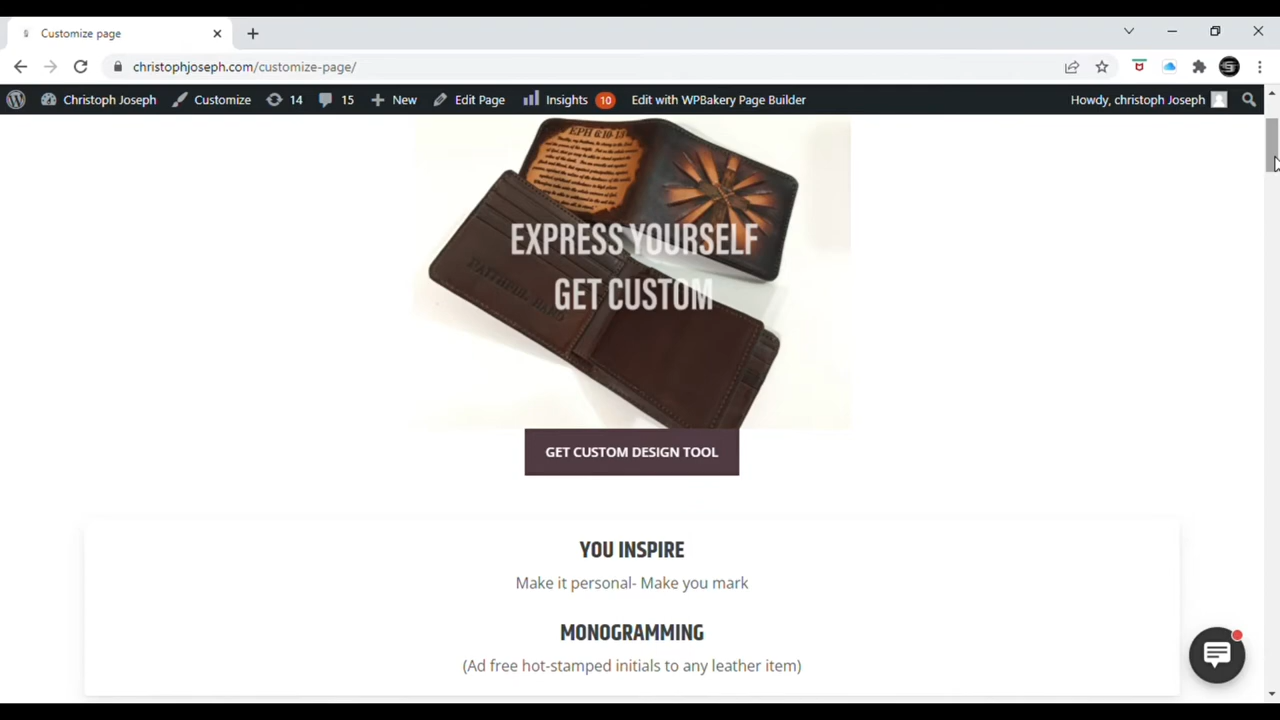 Customize page
christophjoseph.com/customize-page/
Christoph Joseph Customize 14 15 New Edit Page Insights 10 Edit with WPBakery Page Builder Howdy, christoph Joseph
EPH 6:10-13
EXPRESS YOURSELF
GET CUSTOM
GET CUSTOM DESIGN TOOL
YOU INSPIRE
Make it personal- Make you mark
MONOGRAMMING
(Ad free hot-stamped initials to any leather item)